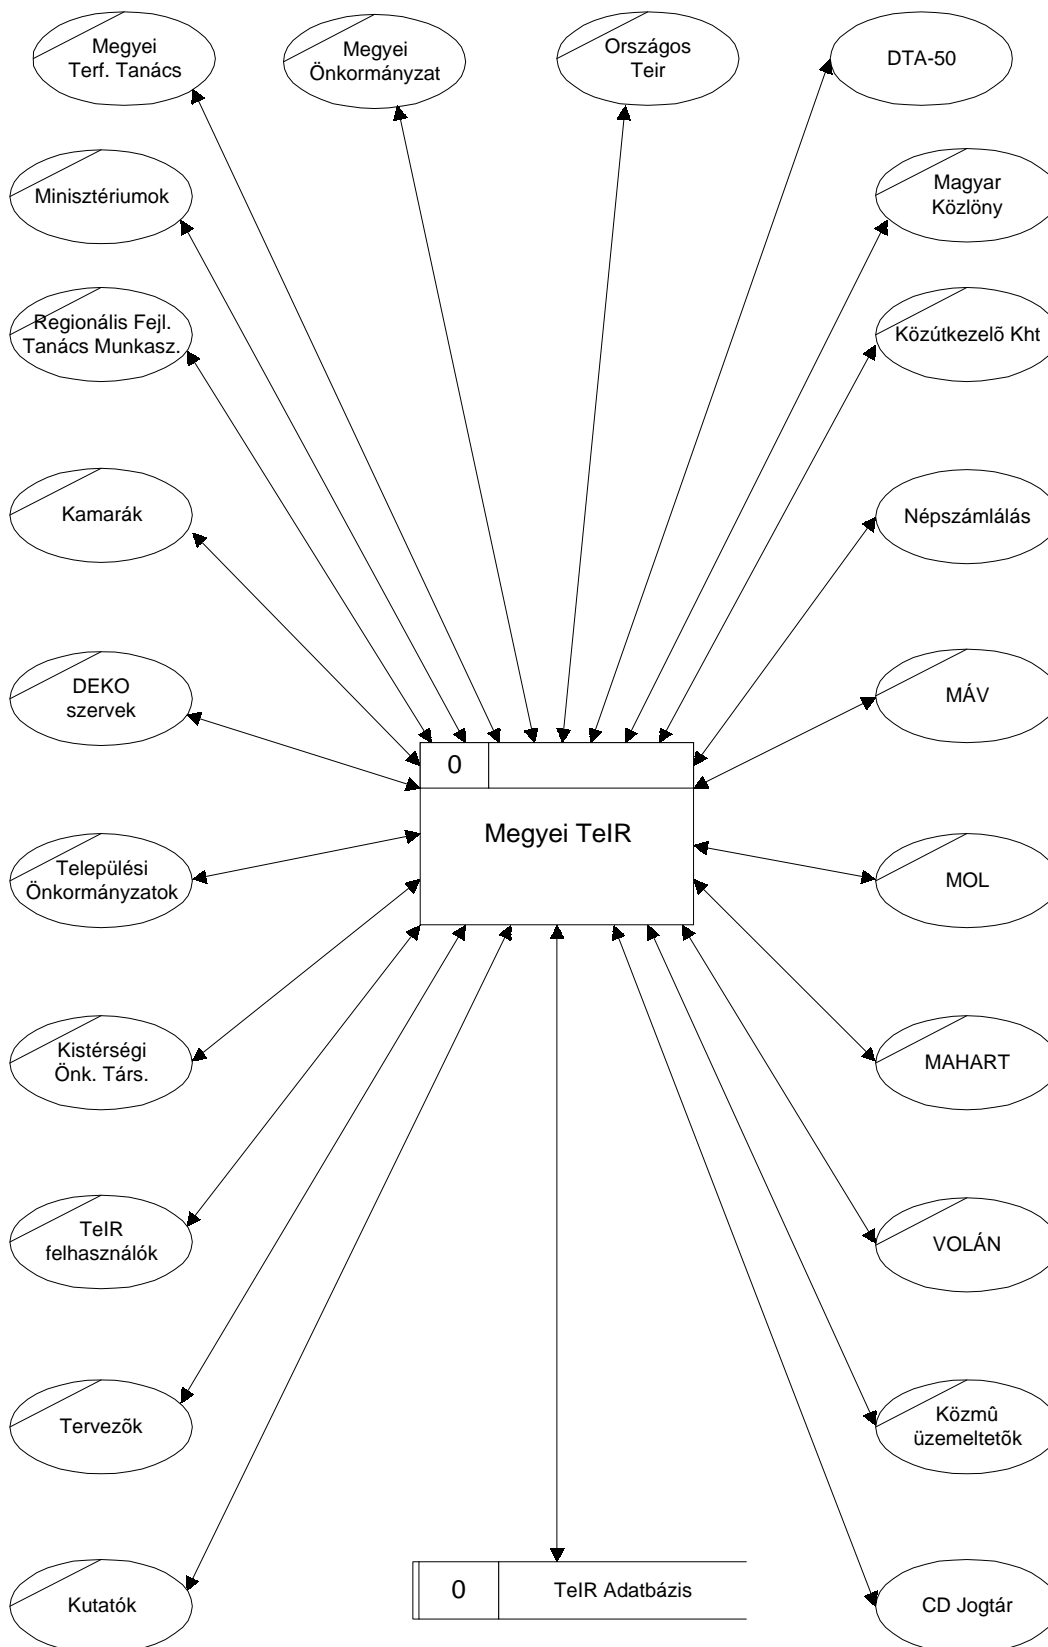 Megyei
Terf. Tanács
Megyei
Önkormányzat
Országos
Teir
DTA-50
Minisztériumok
Magyar
Közlöny
Regionális Fejl.
Tanács Munkasz.
Közútkezelõ Kht
Kamarák
Népszámlálás
DEKO
szervek
MÁV
0
Megyei TeIR
Települési
Önkormányzatok
MOL
Kistérségi
Önk. Társ.
MAHART
TeIR
felhasználók
VOLÁN
Tervezõk
Közmû
üzemeltetõk
Kutatók
0
TeIR Adatbázis
CD Jogtár